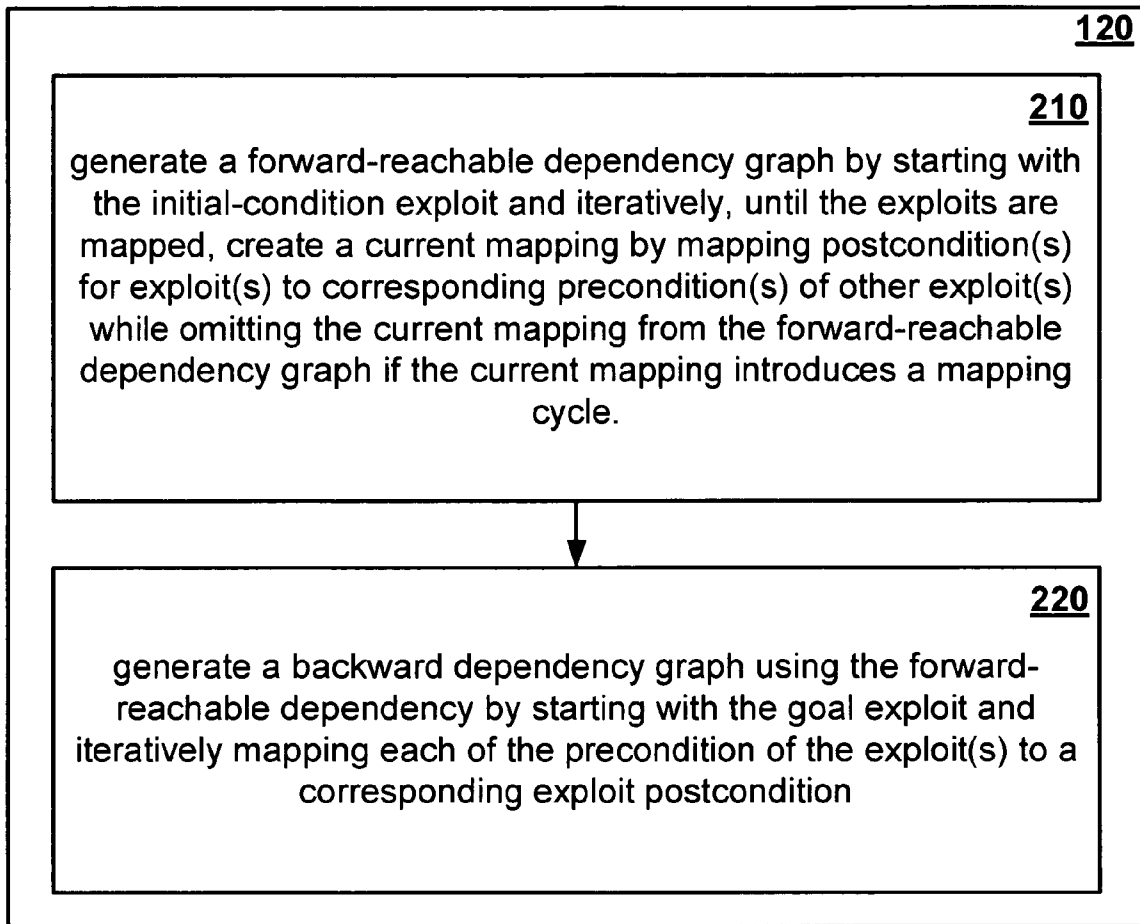 120
210
generate a forward-reachable dependency graph by starting with
the initial-condition exploit and iteratively, until the exploits are
mapped, create a current mapping by mapping postcondition(s)
for exploit(s) to corresponding precondition(s) of other exploit(s)
while omitting the current mapping from the forward-reachable
dependency graph if the current mapping introduces a mapping
cycle.
220
generate a backward dependency graph using the forward-
reachable dependency by starting with the goal exploit and
iteratively mapping each of the precondition of the exploit(s) to a
corresponding exploit postcondition